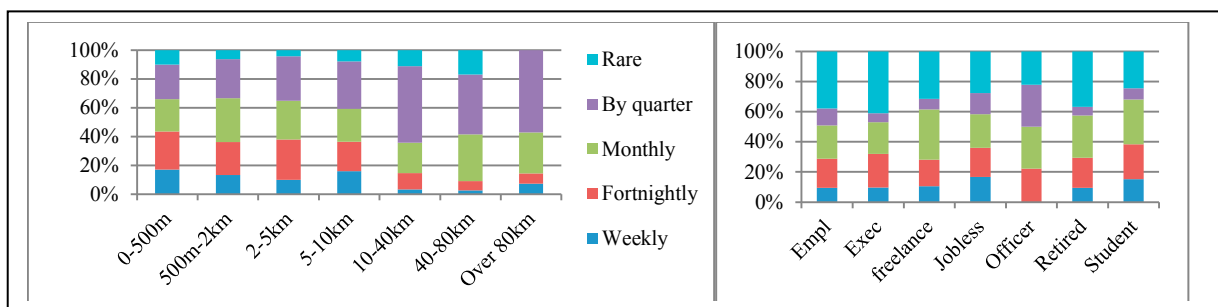 100%
80%
60%
40%
20%
0%
0-500m
500m-2km
2-5km
5-10km
10-40km
40-80km
Over 80km
Rare
By quarter
Monthly
Fortnightly
Weekly
100%
80%
60%
40%
20%
0%
Empl
Exec
freelance
Jobless
Officer
Retired
Student